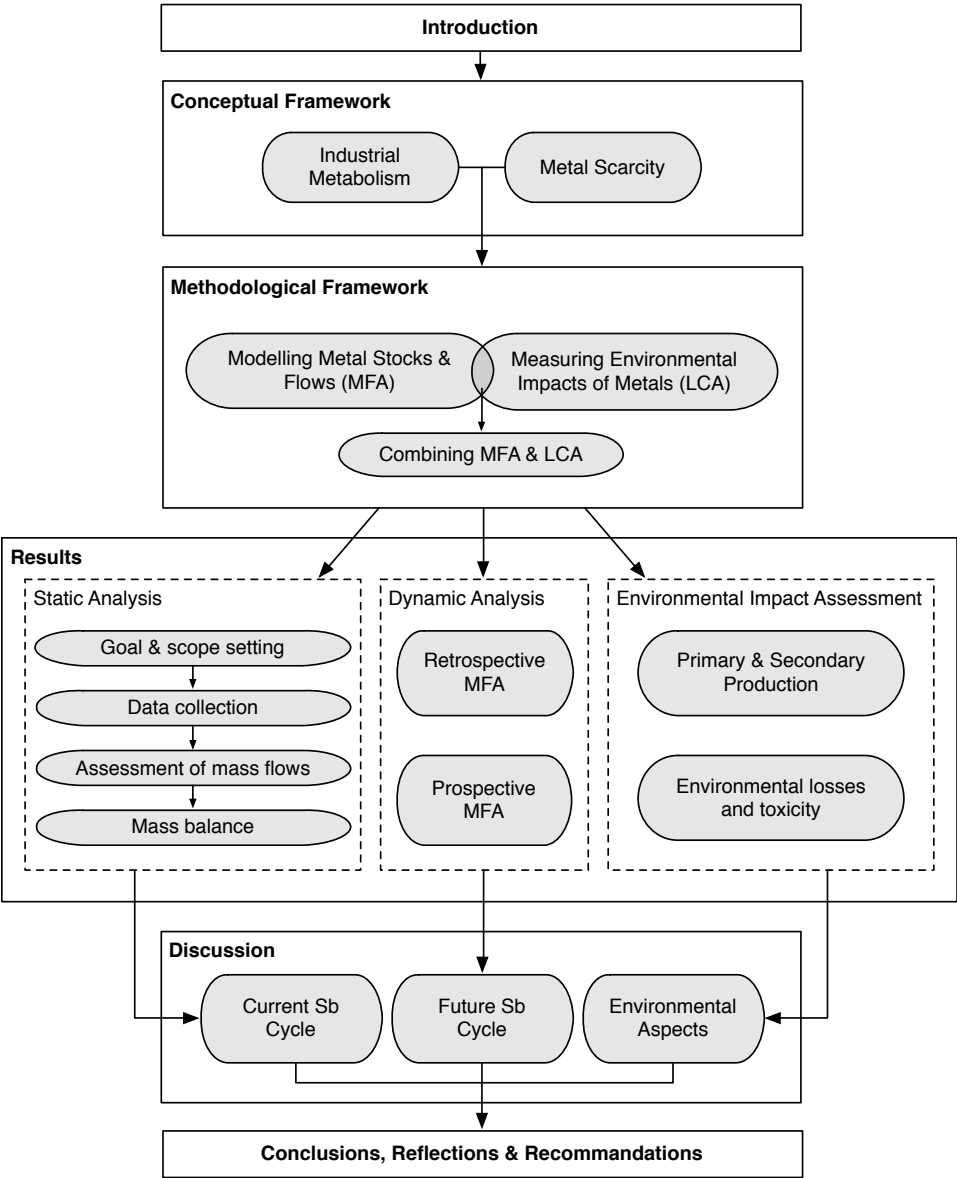 Introduction
Conceptual Framework
Industrial
Metabolism
Metal Scarcity
Methodological Framework
Modelling Metal Stocks &
Flows (MFA)
Measuring Environmental
Impacts of Metals (LCA)
Combining MFA & LCA
Results
Static Analysis
Goal & scope setting
Data collection
Assessment of mass flows
Mass balance
Dynamic Analysis
Retrospective
MFA
Prospective
MFA
Environmental Impact Assessment
Primary & Secondary
Production
Environmental losses
and toxicity
Discussion
Current Sb
Cycle
Future Sb
Cycle
Environmental
Aspects
Conclusions, Reflections & Recommandations